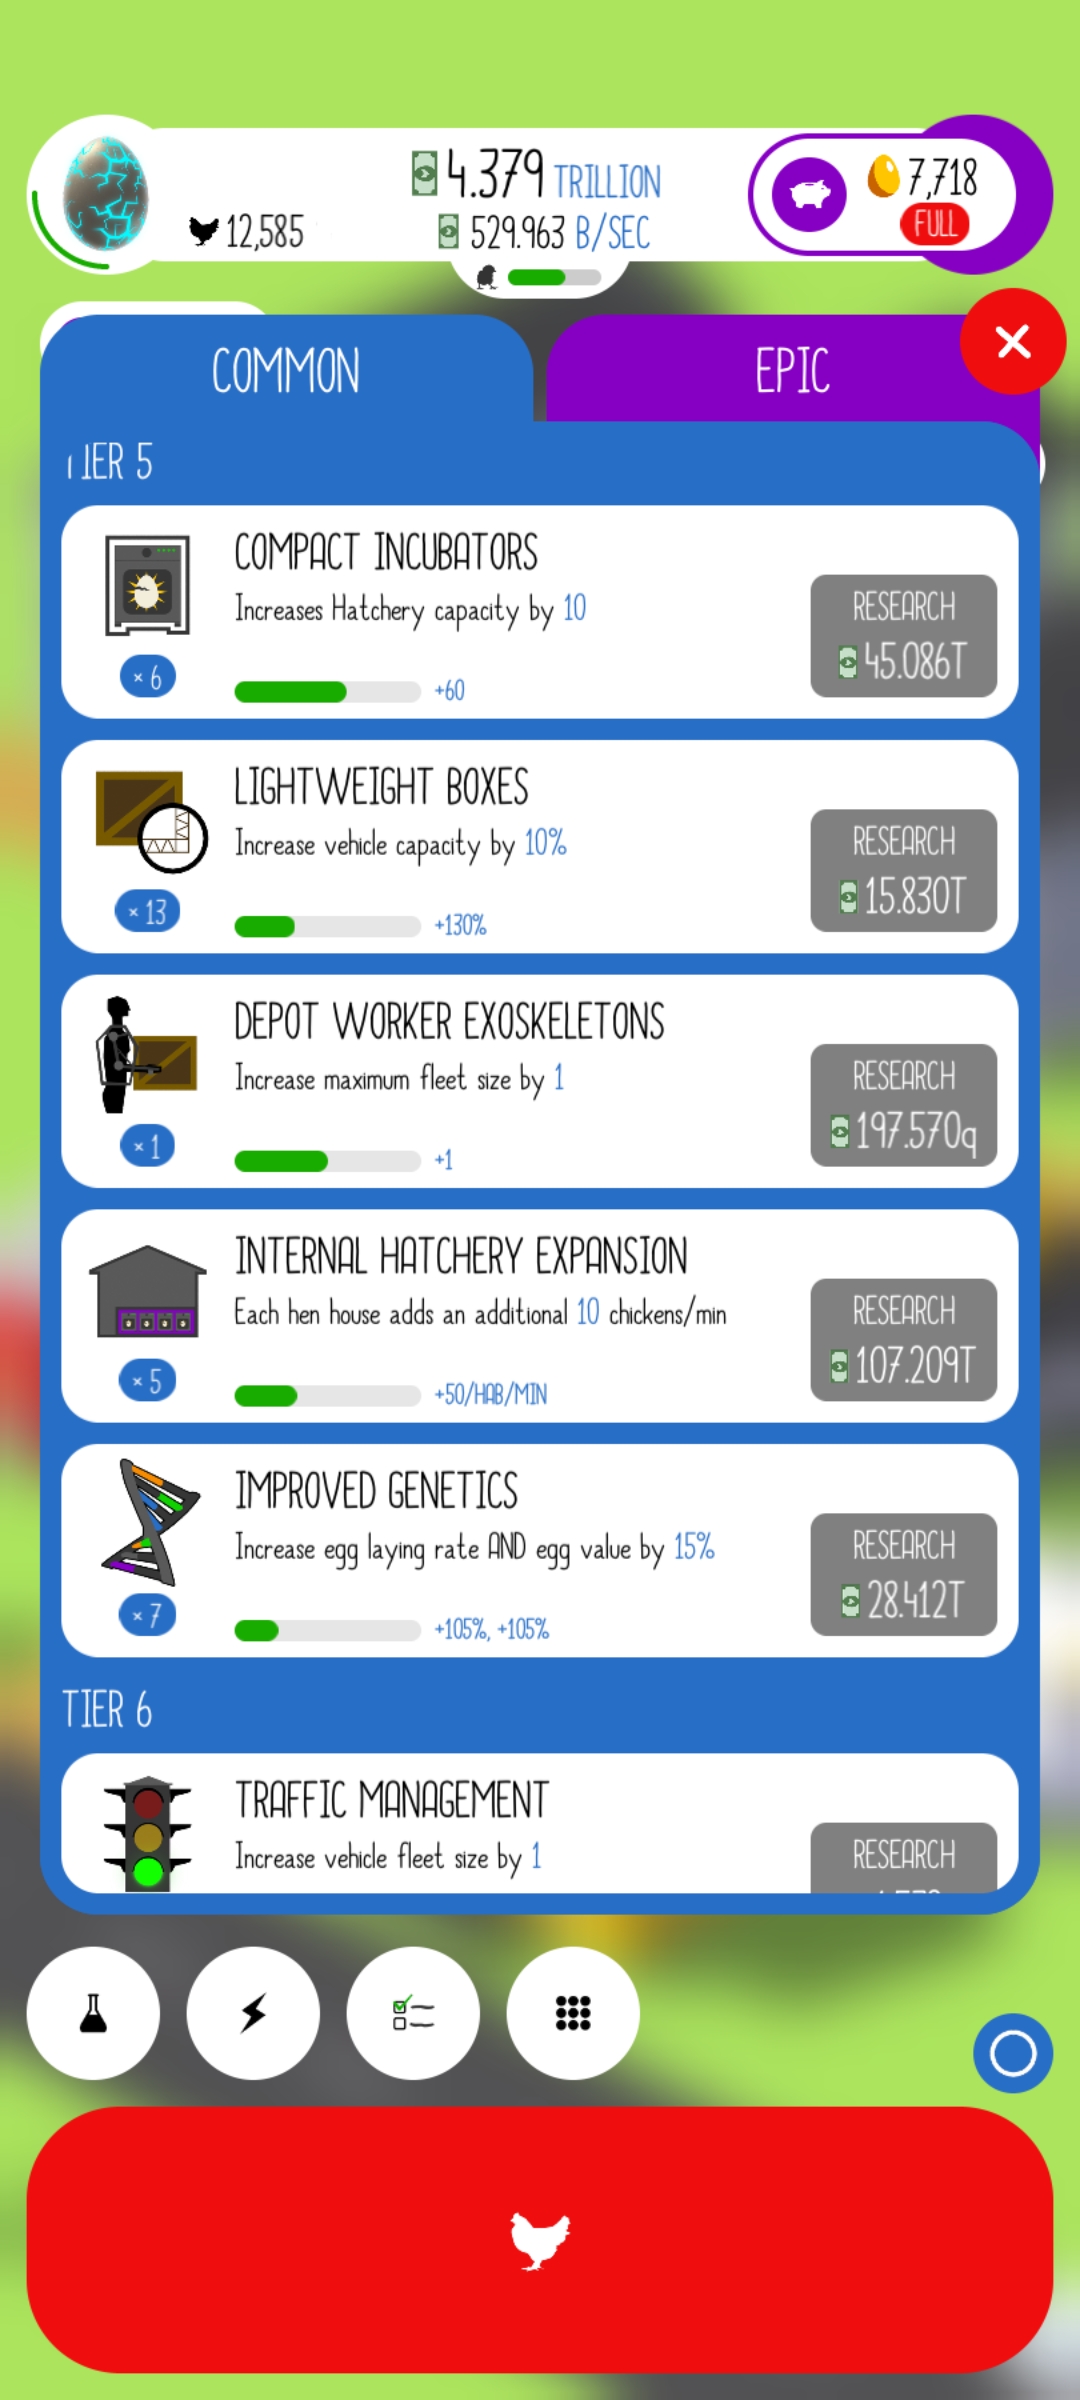 4.379 TRILLION
12,585
529.963 B/SEC
7,718
FULL
COMMON
EPIC
TIER 5
COMPACT INCUBATORS
Increases Hatchery capacity by 10
× 6
+60
RESEARCH
45.086T
LIGHTWEIGHT BOXES
Increase vehicle capacity by 10%
× 13
+130%
RESEARCH
15.830T
DEPOT WORKER EXOSKELETONS
Increase maximum fleet size by 1
× 1
+1
RESEARCH
197.570q
INTERNAL HATCHERY EXPANSION
Each hen house adds an additional 10 chickens/min
× 5
+50/HAB/MIN
RESEARCH
107.209T
IMPROVED GENETICS
Increase egg laying rate AND egg value by 15%
× 7
+105%, +105%
RESEARCH
28.412T
TIER 6
TRAFFIC MANAGEMENT
Increase vehicle fleet size by 1
RESEARCH